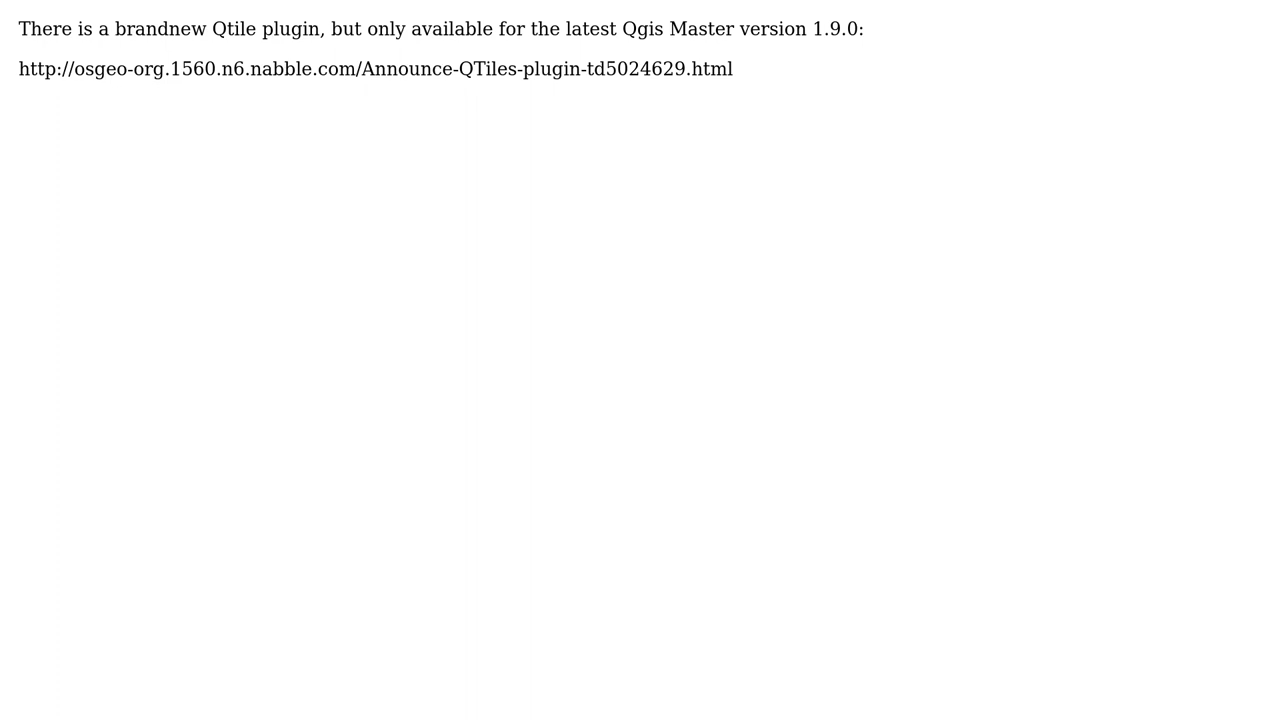 There is a brandnew Qtile plugin, but only available for the latest Qgis Master version 1.9.0:
http://osgeo-org.1560.n6.nabble.com/Announce-QTiles-plugin-td5024629.html